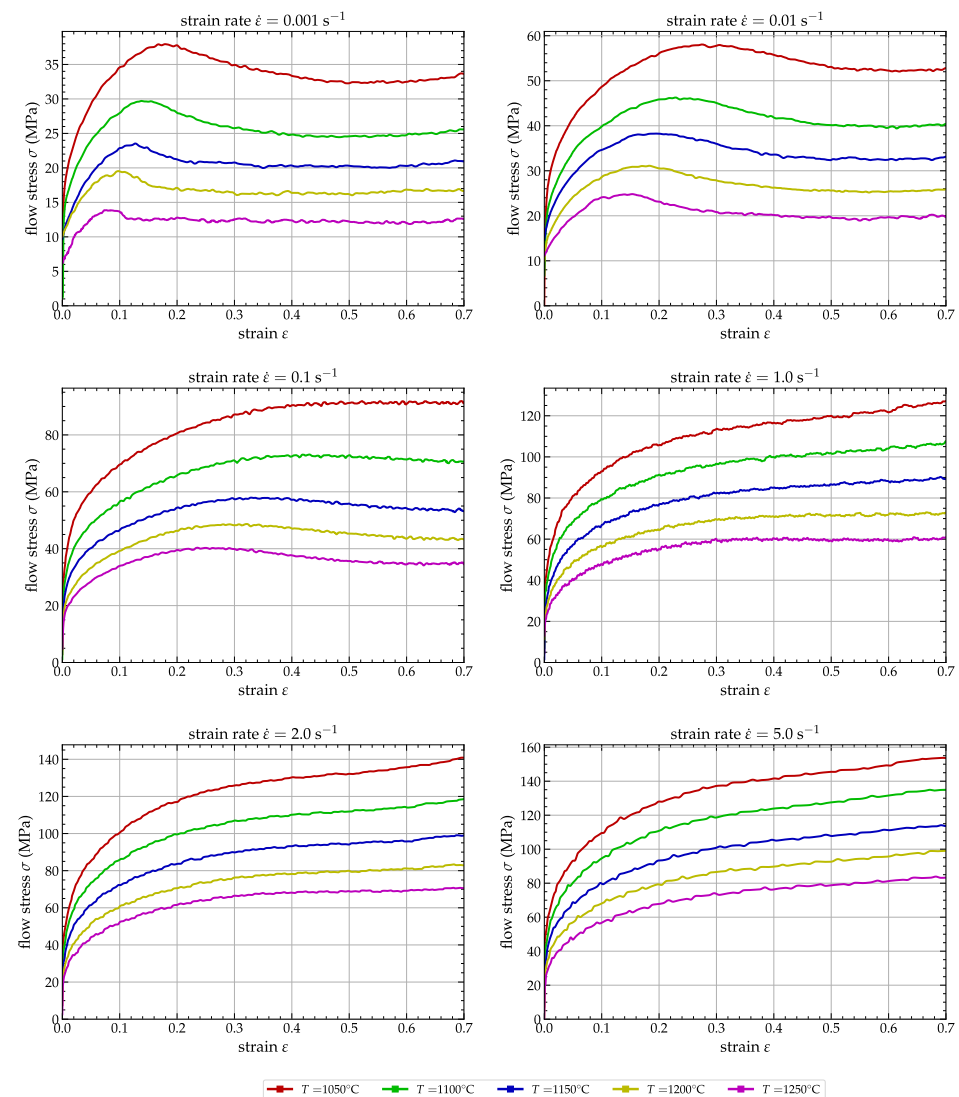 strain rate ε̇ = 0.001 s⁻¹
flow stress σ (MPa)
35
30
25
20
15
10
5
0
0.0 0.1 0.2 0.3 0.4 0.5 0.6 0.7
strain ε
strain rate ε̇ = 0.01 s⁻¹
flow stress σ (MPa)
60
50
40
30
20
10
0
0.0 0.1 0.2 0.3 0.4 0.5 0.6 0.7
strain ε
strain rate ε̇ = 0.1 s⁻¹
flow stress σ (MPa)
80
60
40
20
0
0.0 0.1 0.2 0.3 0.4 0.5 0.6 0.7
strain ε
strain rate ε̇ = 1.0 s⁻¹
flow stress σ (MPa)
120
100
80
60
40
20
0
0.0 0.1 0.2 0.3 0.4 0.5 0.6 0.7
strain ε
strain rate ε̇ = 2.0 s⁻¹
flow stress σ (MPa)
140
120
100
80
60
40
20
0
0.0 0.1 0.2 0.3 0.4 0.5 0.6 0.7
strain ε
strain rate ε̇ = 5.0 s⁻¹
flow stress σ (MPa)
160
140
120
100
80
60
40
20
0
0.0 0.1 0.2 0.3 0.4 0.5 0.6 0.7
strain ε
T =1050°C T =1100°C T =1150°C T =1200°C T =1250°C